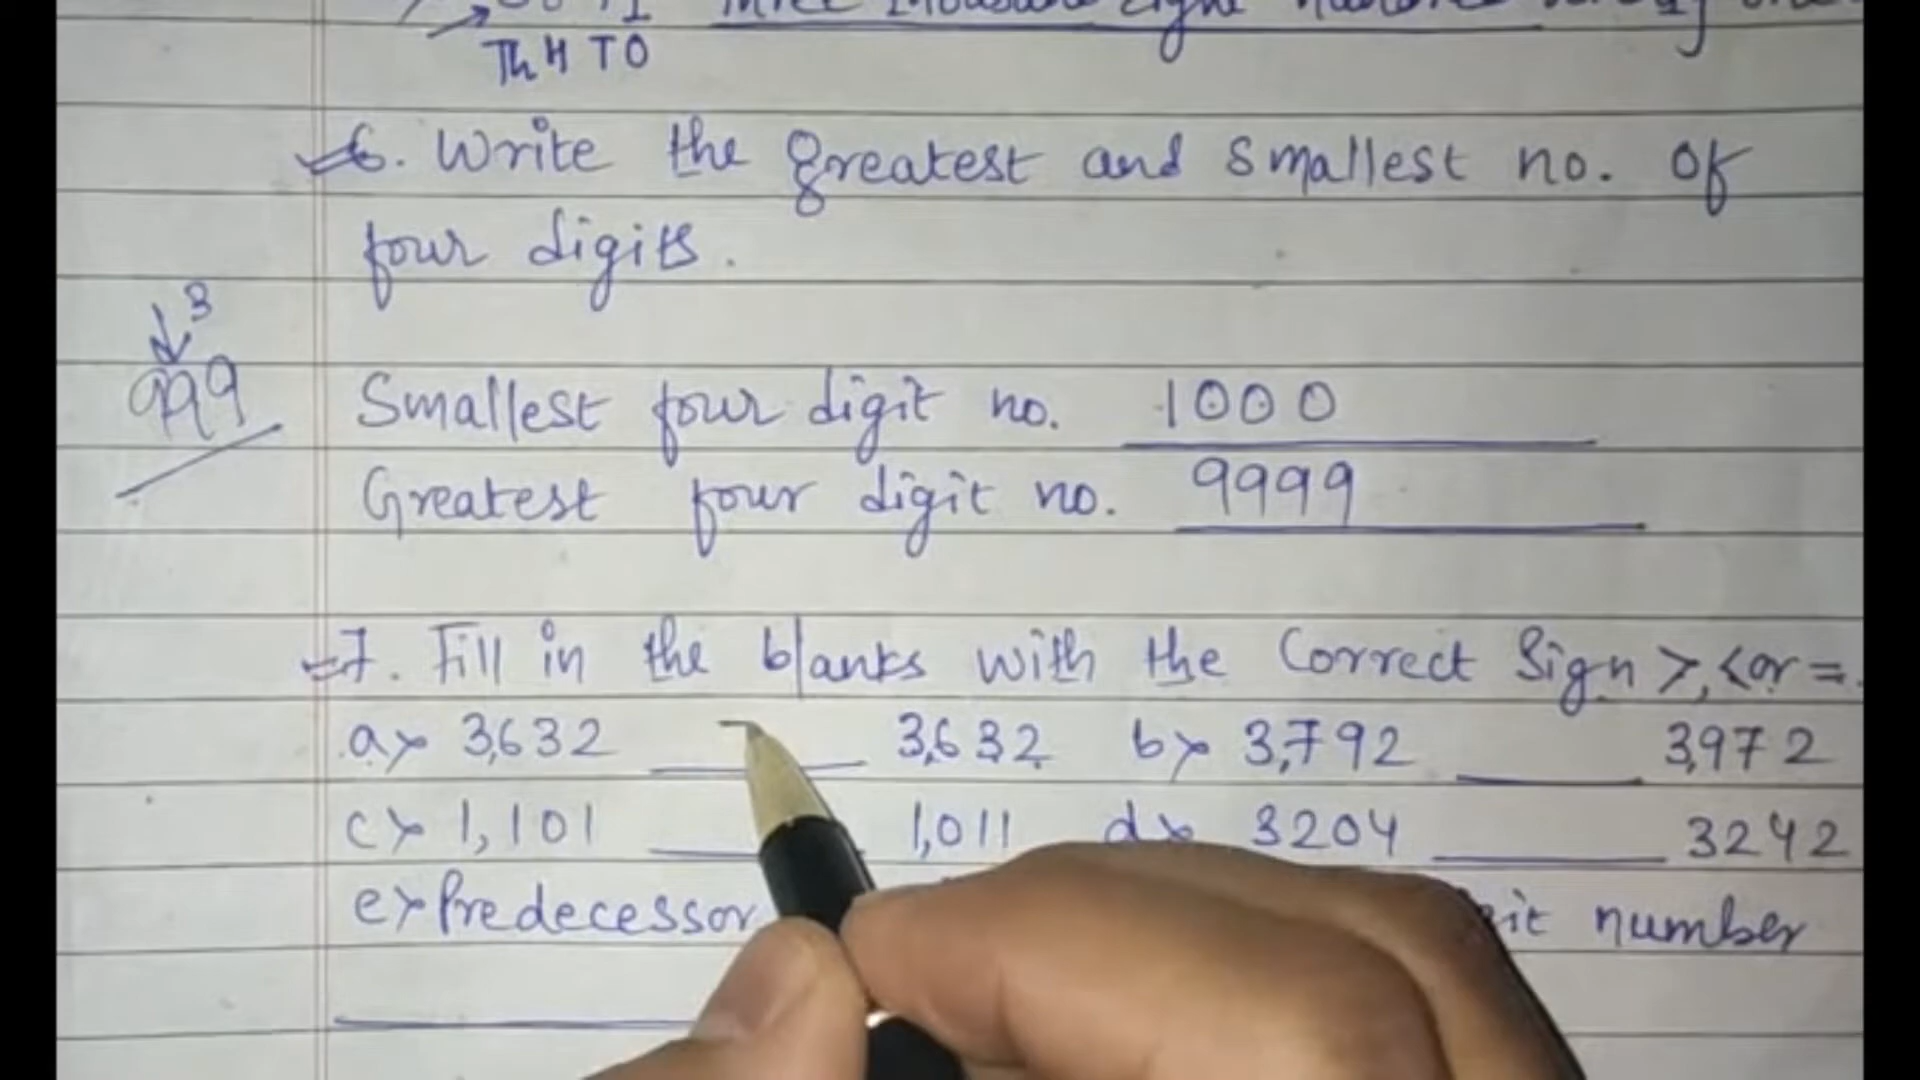 Th H T O
6. Write the greatest and smallest no. of
four digits.
3
999
Smallest four digit no. 1000
Greatest four digit no. 9999
7. Fill in the blanks with the Correct Sign >, < or =.
a> 3,632 ____ 3,632 b> 3,792 ____ 3,972
c> 1,101 ____ 1,011 d> 3204 ____ 3242
e> Predecessor number